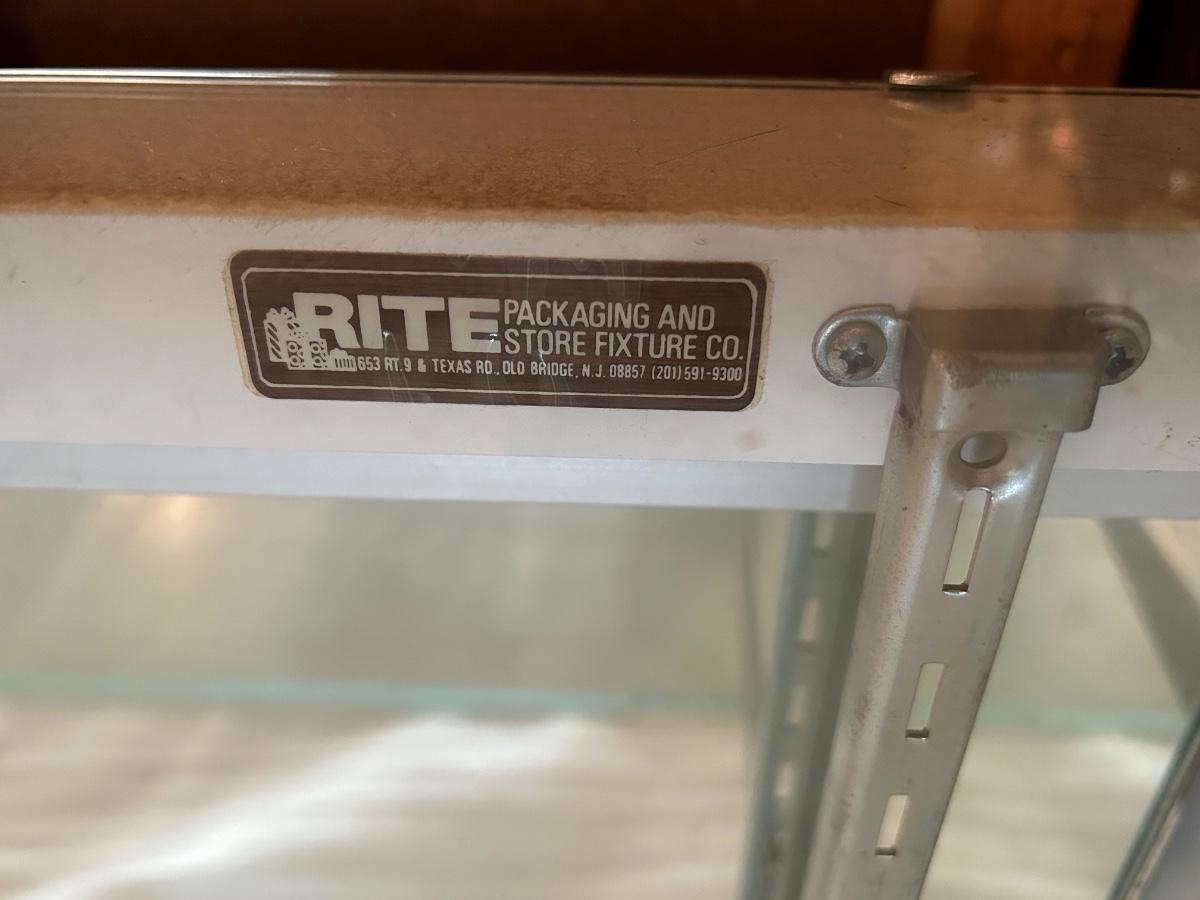 RITE PACKAGING AND
STORE FIXTURE CO.
653 RT. 9 & TEXAS RD., OLD BRIDGE, N.J. 08857 (201) 591-9300